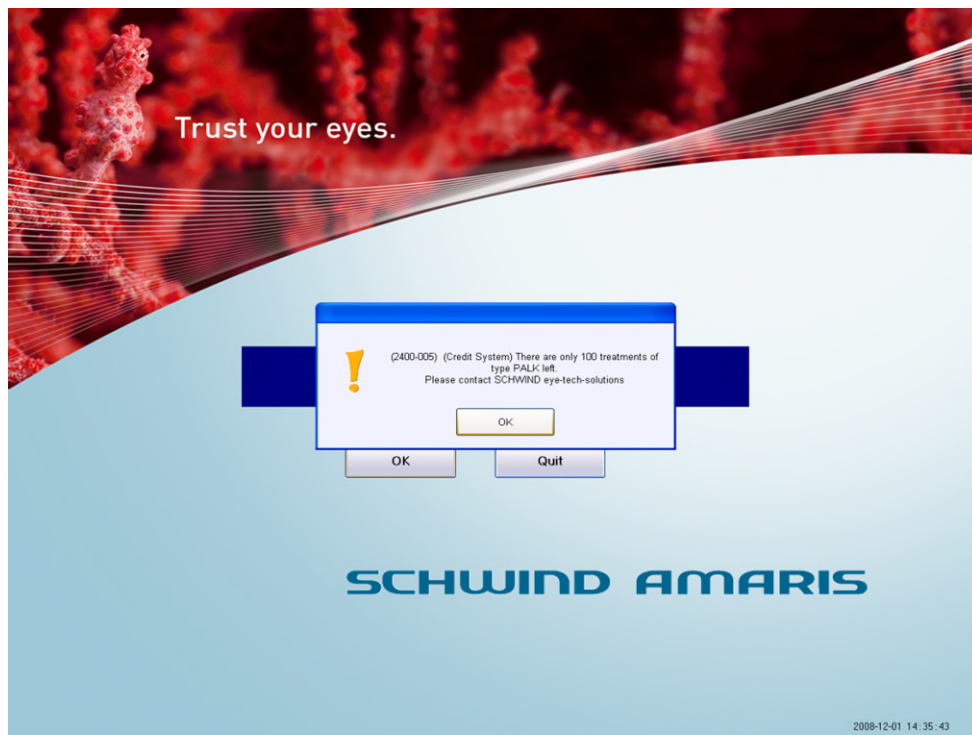 Trust your eyes.
(2400-005) (Credit System) There are only 100 treatments of
type PALK left.
Please contact SCHWIND eye-tech-solutions
OK
OK Quit
SCHWIND AMARIS
2008-12-01 14:35:43